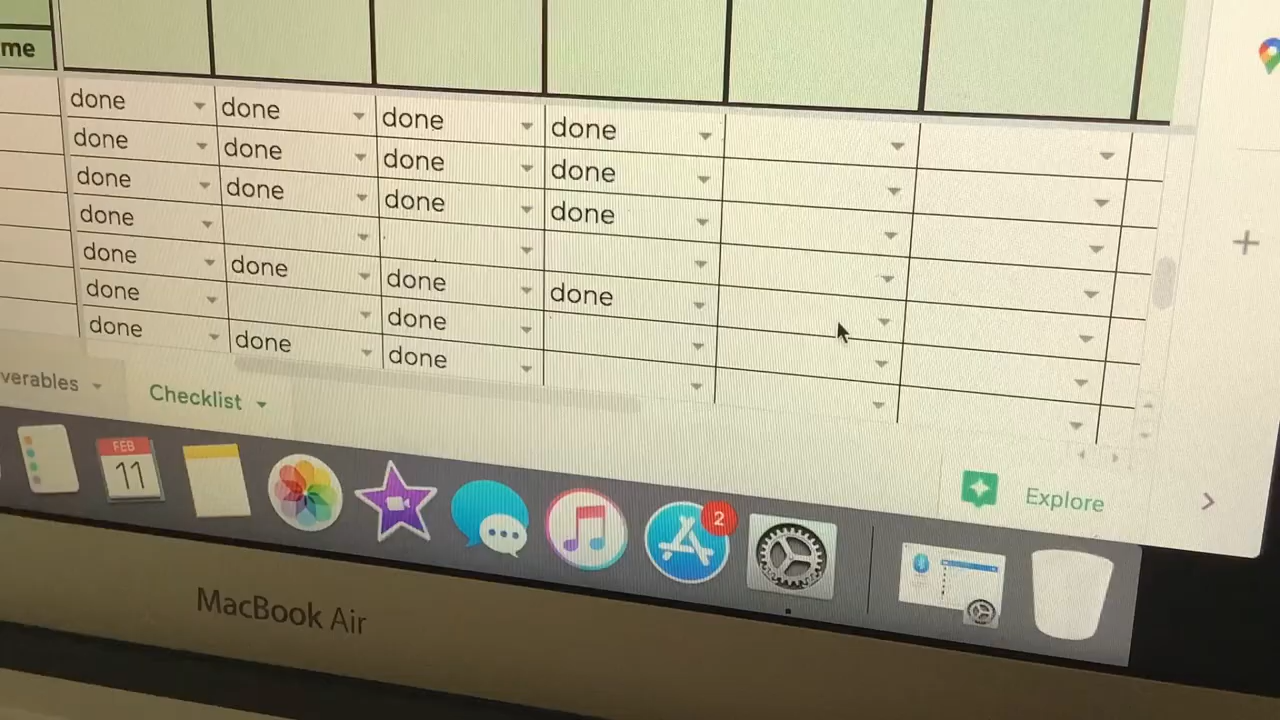 me
done done done done
done done done done
done done done done
done
done done done done
done done
done done done
verables Checklist
FEB
11
2
Explore
MacBook Air